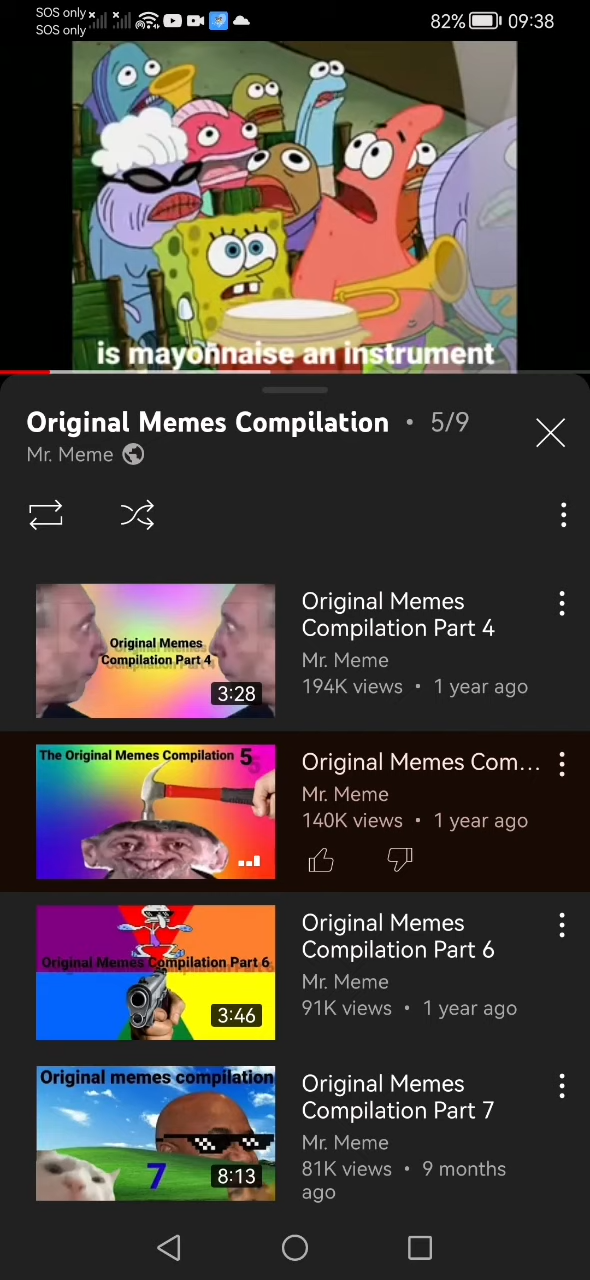 SOS only
SOS only
82%
09:38
is mayonnaise an instrument
Original Memes Compilation • 5/9
Mr. Meme
Original Memes
Compilation Part 4
3:28
Original Memes
Compilation Part 4
Mr. Meme
194K views • 1 year ago
The Original Memes Compilation 5
Original Memes Com...
Mr. Meme
140K views • 1 year ago
Original Memes Compilation Part 6
3:46
Original Memes
Compilation Part 6
Mr. Meme
91K views • 1 year ago
Original memes compilation
7
8:13
Original Memes
Compilation Part 7
Mr. Meme
81K views • 9 months
ago